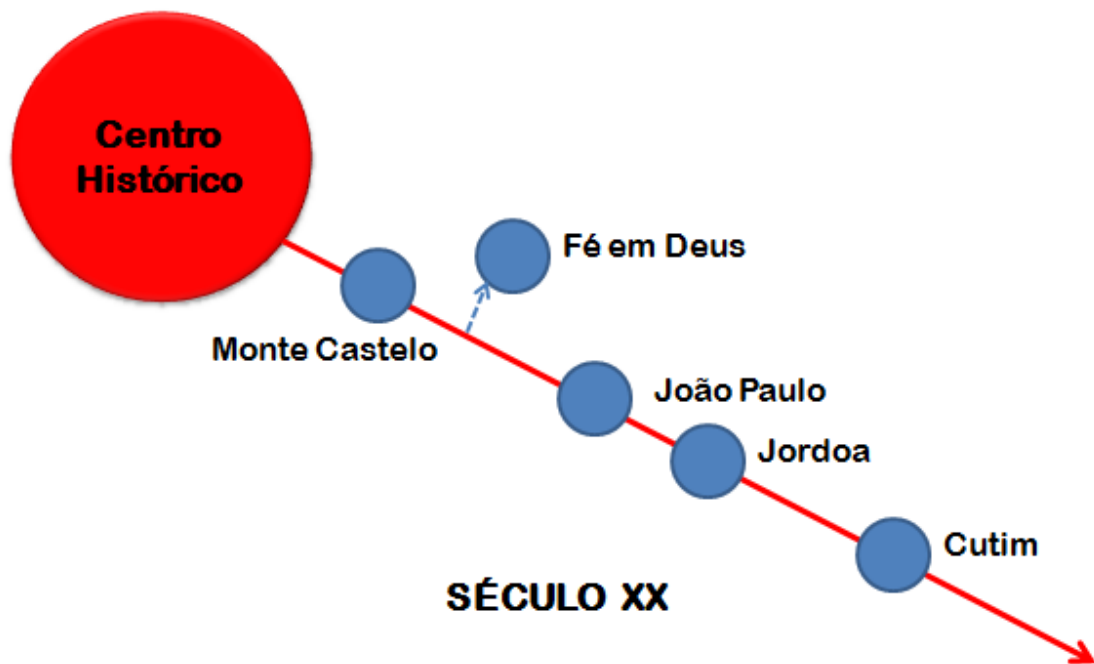 Centro
Histórico
Fé em Deus
Monte Castelo
João Paulo
Jordoa
Cutim
SÉCULO XX